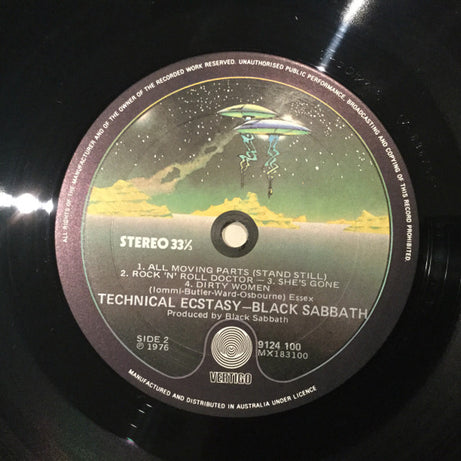 ALL RIGHTS OF THE MANUFACTURER AND OF THE OWNER OF THE RECORDED WORK RESERVED. UNAUTHORISED PUBLIC PERFORMANCE, BROADCASTING AND COPYING OF THIS RECORD PROHIBITED.
STEREO 33⅓
1. ALL MOVING PARTS (STAND STILL)
2. ROCK 'N' ROLL DOCTOR — 3. SHE'S GONE
4. DIRTY WOMEN
(Iommi-Butler-Ward-Osbourne) Essex
TECHNICAL ECSTASY—BLACK SABBATH
Produced by Black Sabbath
SIDE 2
℗ 1976
9124 100
MX183100
VERTIGO
MANUFACTURED AND DISTRIBUTED IN AUSTRALIA UNDER LICENCE